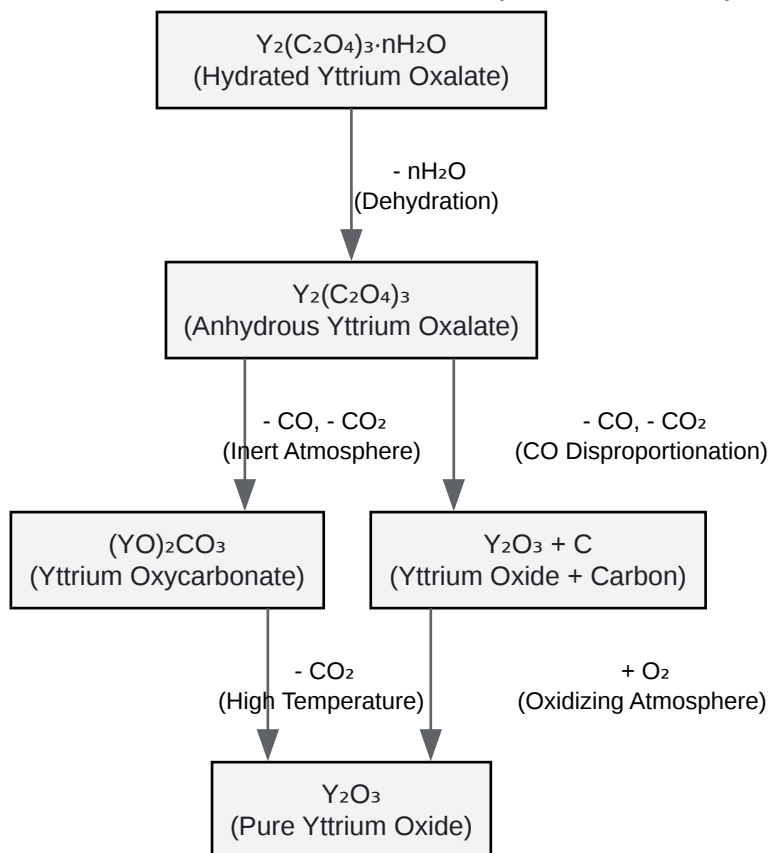 Y₂(C₂O₄)₃·nH₂O
(Hydrated Yttrium Oxalate)
- nH₂O
(Dehydration)
Y₂(C₂O₄)₃
(Anhydrous Yttrium Oxalate)
- CO, - CO₂
(Inert Atmosphere)
- CO, - CO₂
(CO Disproportionation)
(YO)₂CO₃
(Yttrium Oxycarbonate)
Y₂O₃ + C
(Yttrium Oxide + Carbon)
- CO₂
(High Temperature)
+ O₂
(Oxidizing Atmosphere)
Y₂O₃
(Pure Yttrium Oxide)